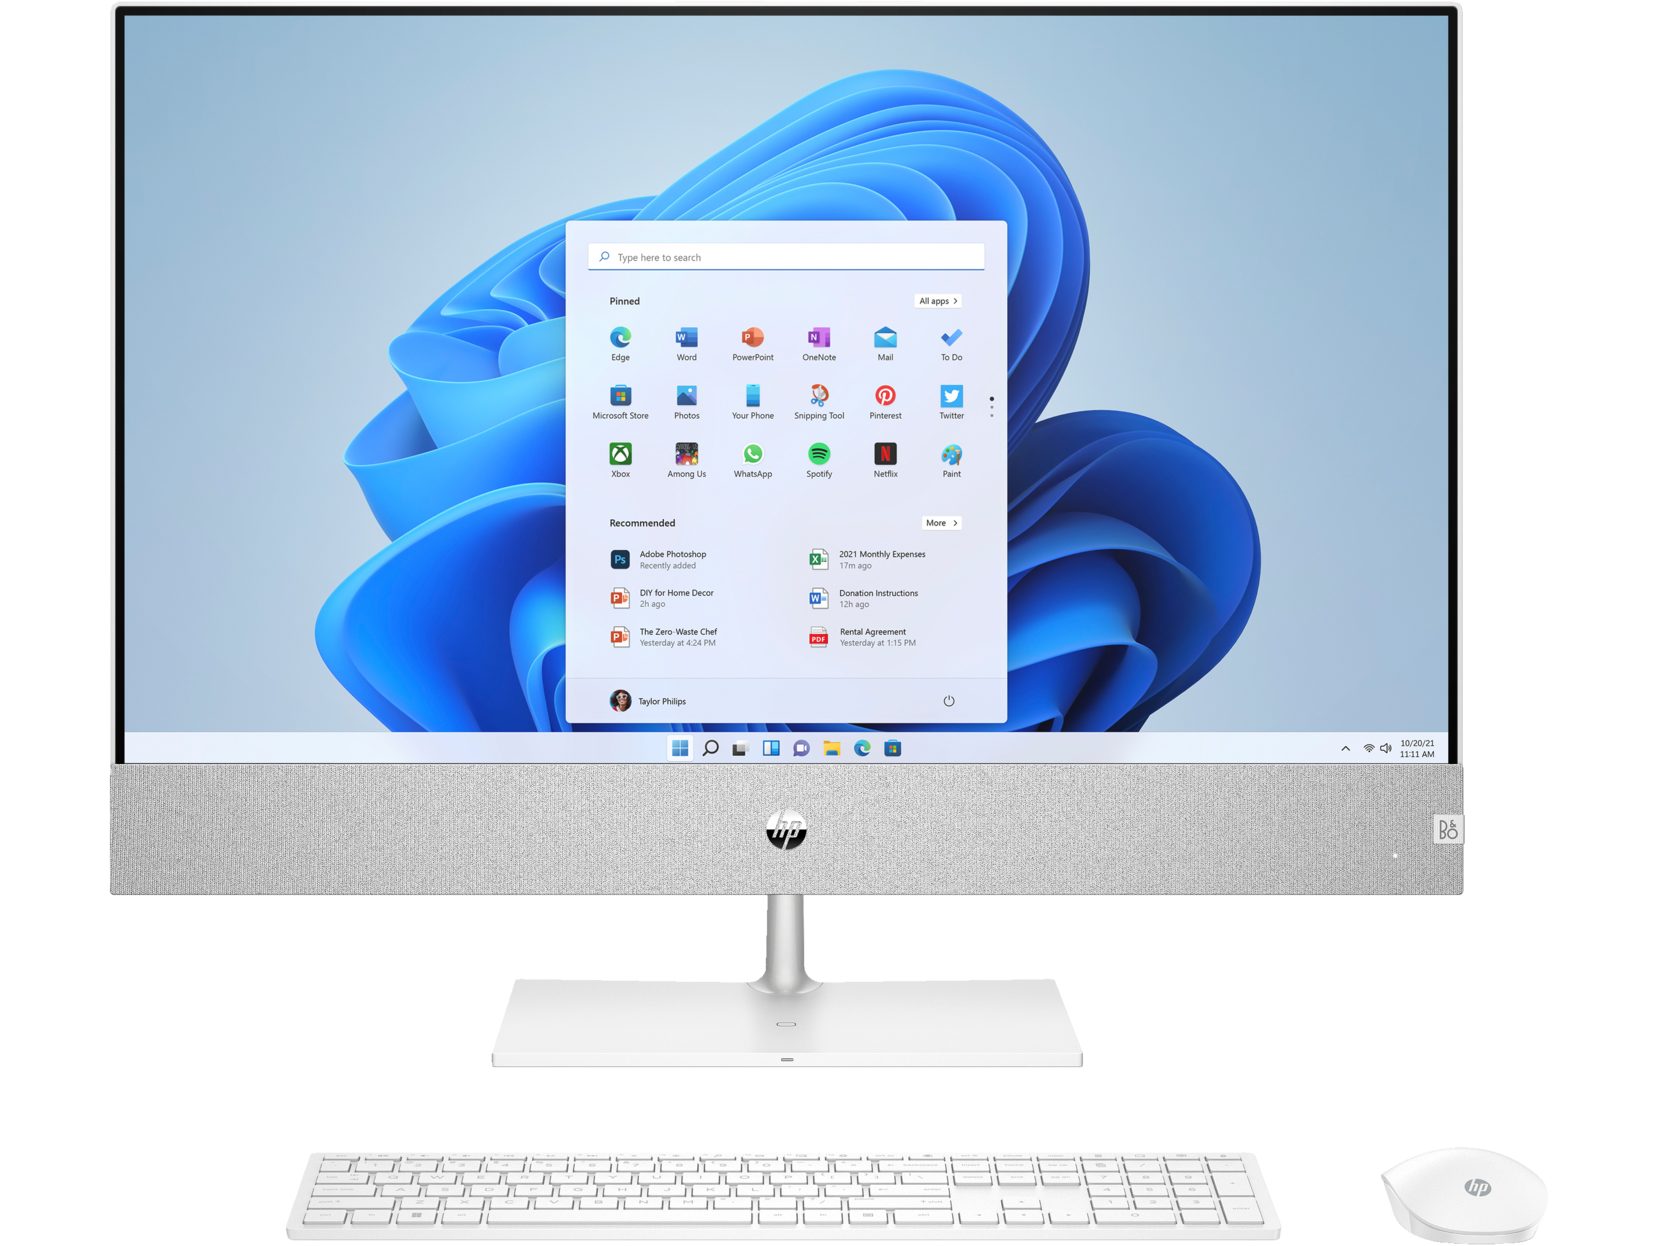 Type here to search
Pinned
All apps >
Edge
Word
PowerPoint
OneNote
Mail
To Do
Microsoft Store
Photos
Your Phone
Snipping Tool
Pinterest
Twitter
Xbox
Among Us
WhatsApp
Spotify
Netflix
Paint
Recommended
More >
Ps
Adobe Photoshop
Recently added
2021 Monthly Expenses
17m ago
DIY for Home Decor
2h ago
Donation Instructions
12h ago
The Zero-Waste Chef
Yesterday at 4:24 PM
PDF
Rental Agreement
Yesterday at 1:15 PM
Taylor Philips
10/20/21
11:11 AM
hp
B&O
hp